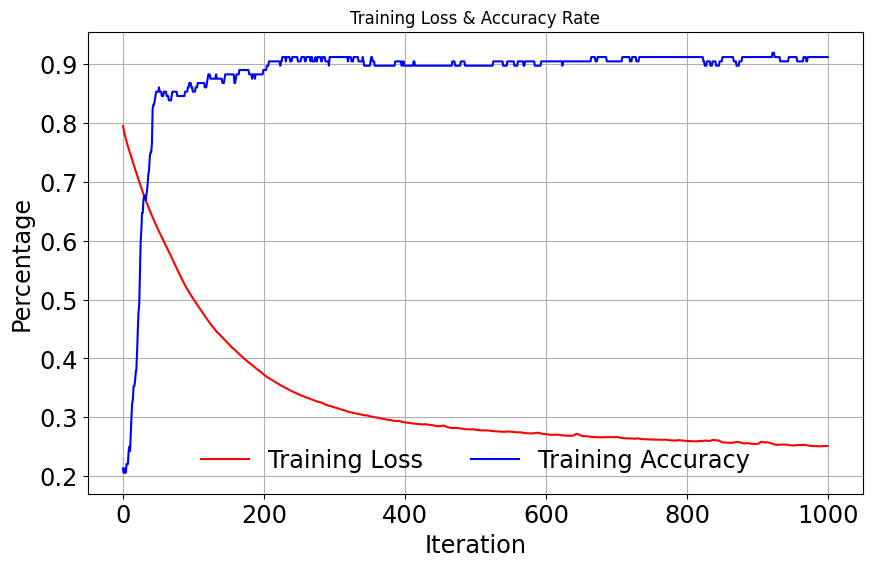 Training Loss & Accuracy Rate
Percentage
0.9
0.8
0.7
0.6
0.5
0.4
0.3
0.2
Training Loss
Training Accuracy
0
200
400
600
800
1000
Iteration